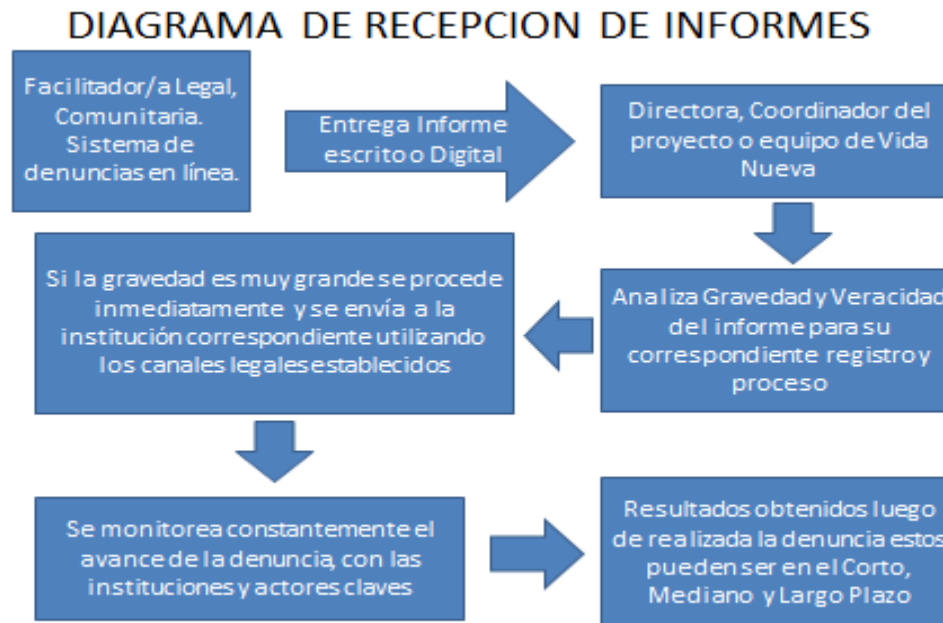 DIAGRAMA DE RECEPCION DE INFORMES
Facilitador/a Legal,
Comunitaria.
Sistema de
denuncias en línea.
Entrega Informe
escrito o Digital
Directora, Coordinador del
proyecto o equipo de Vida
Nueva
Analiza Gravedad y Veracidad
del informe para su
correspondiente registro y
proceso
Si la gravedad es muy grande se procede
inmediatamente y se envía a la
institución correspondiente utilizando
los canales legales establecidos
Se monitorea constantemente el
avance de la denuncia, con las
instituciones y actores claves
Resultados obtenidos luego
de realizada la denuncia estos
pueden ser en el Corto,
Mediano y Largo Plazo